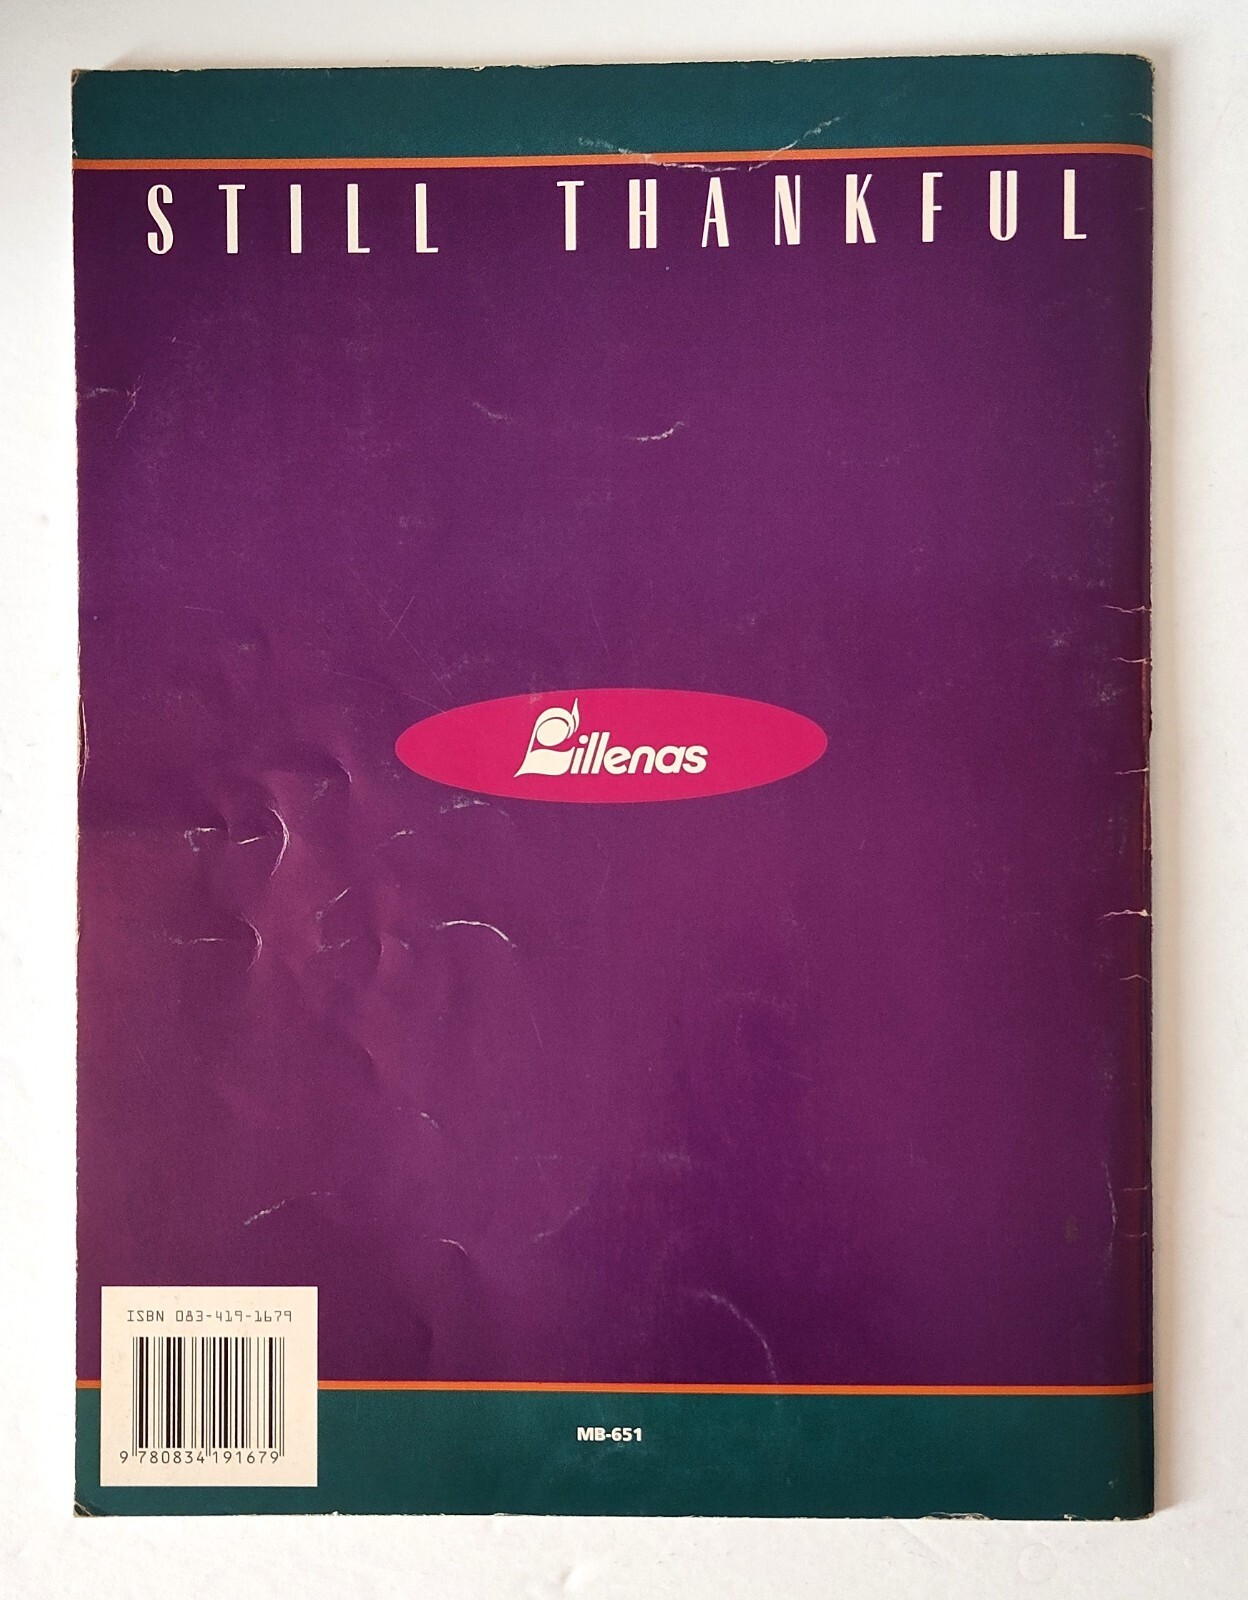 STILL THANKFUL
Lillenas
ISBN 083-419-1679
9 780834 191679
MB-651